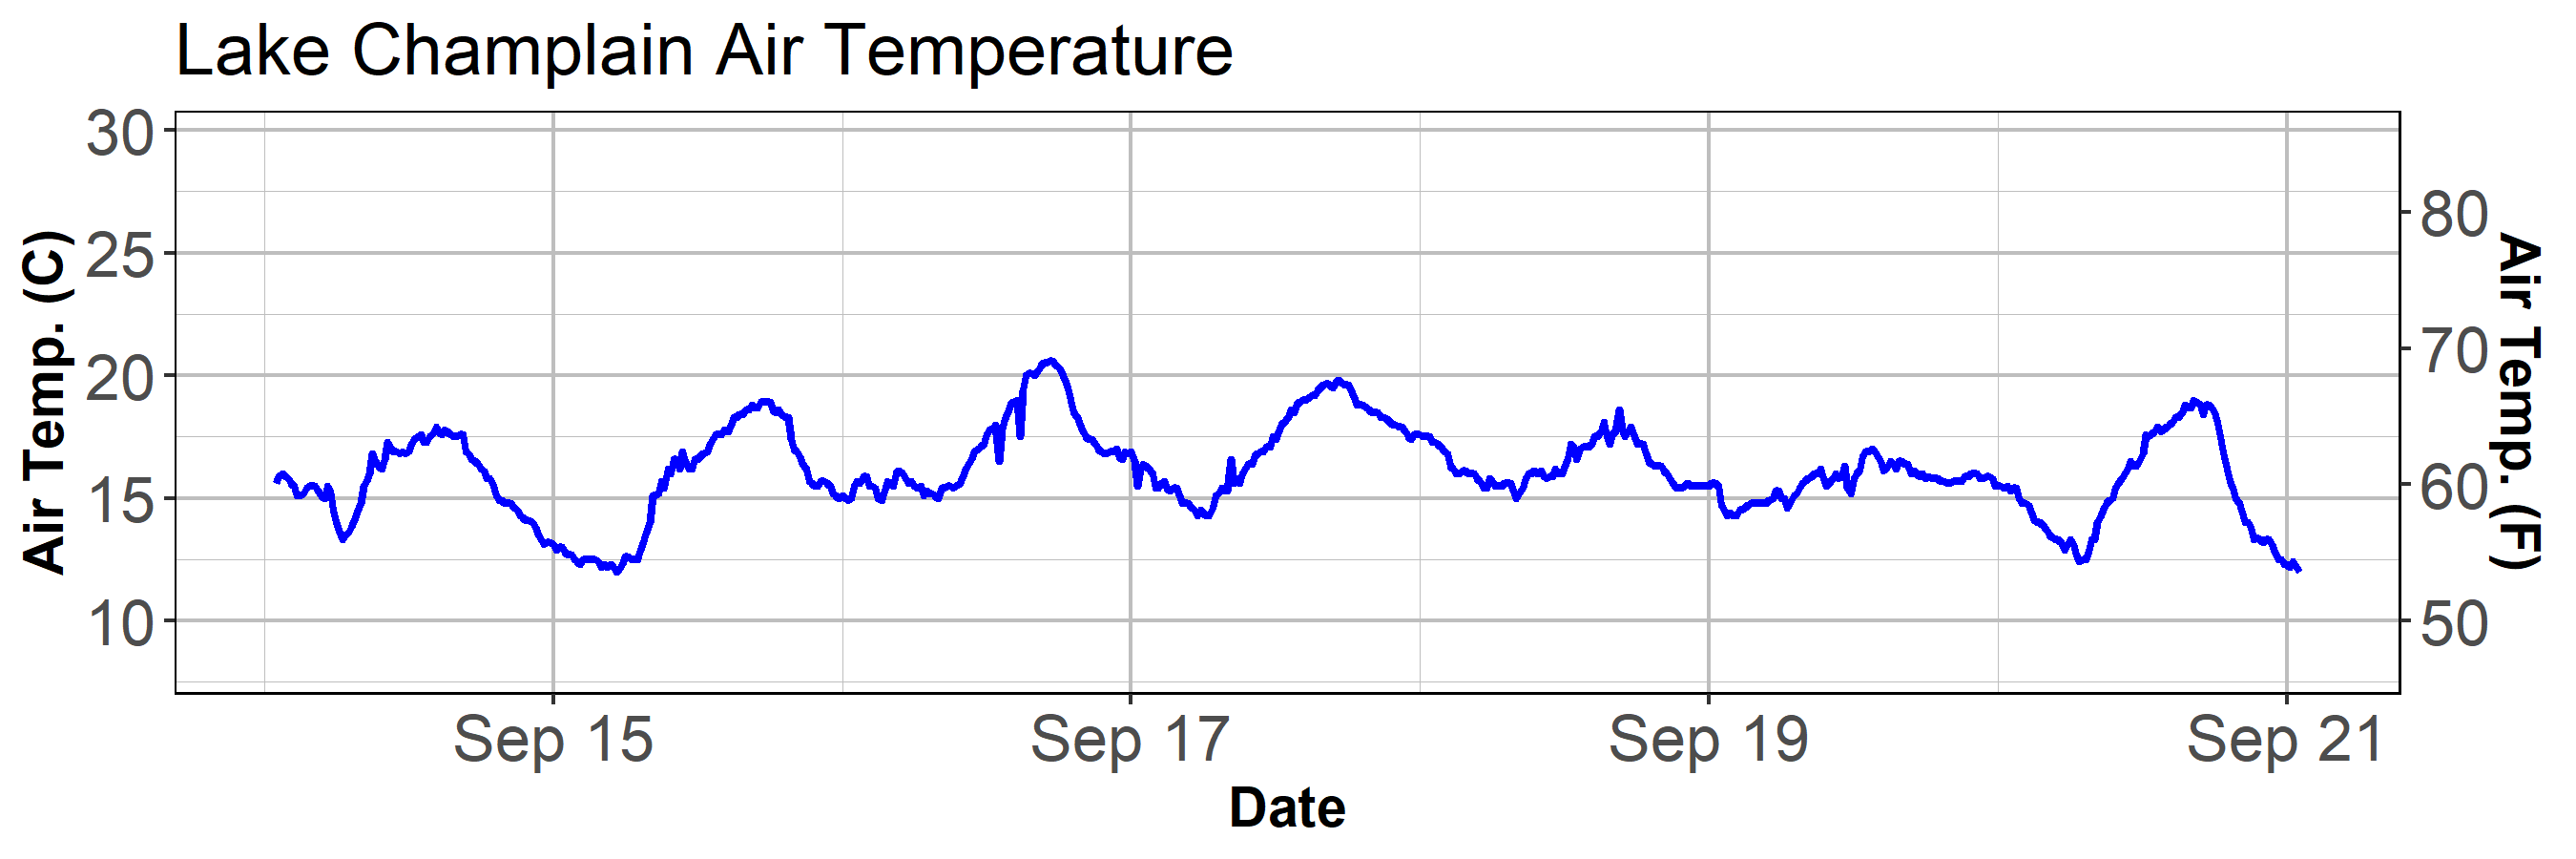 Lake Champlain Air Temperature
30
25
20
15
10
Air Temp. (C)
80
70
60
50
Air Temp. (F)
Sep 15
Sep 17
Sep 19
Sep 21
Date